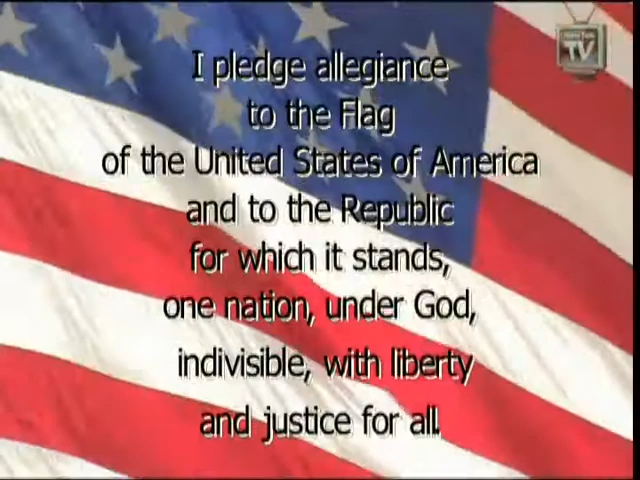 I pledge allegiance
to the Flag
of the United States of America
and to the Republic
for which it stands,
one nation, under God,
indivisible, with liberty
and justice for all.
TV